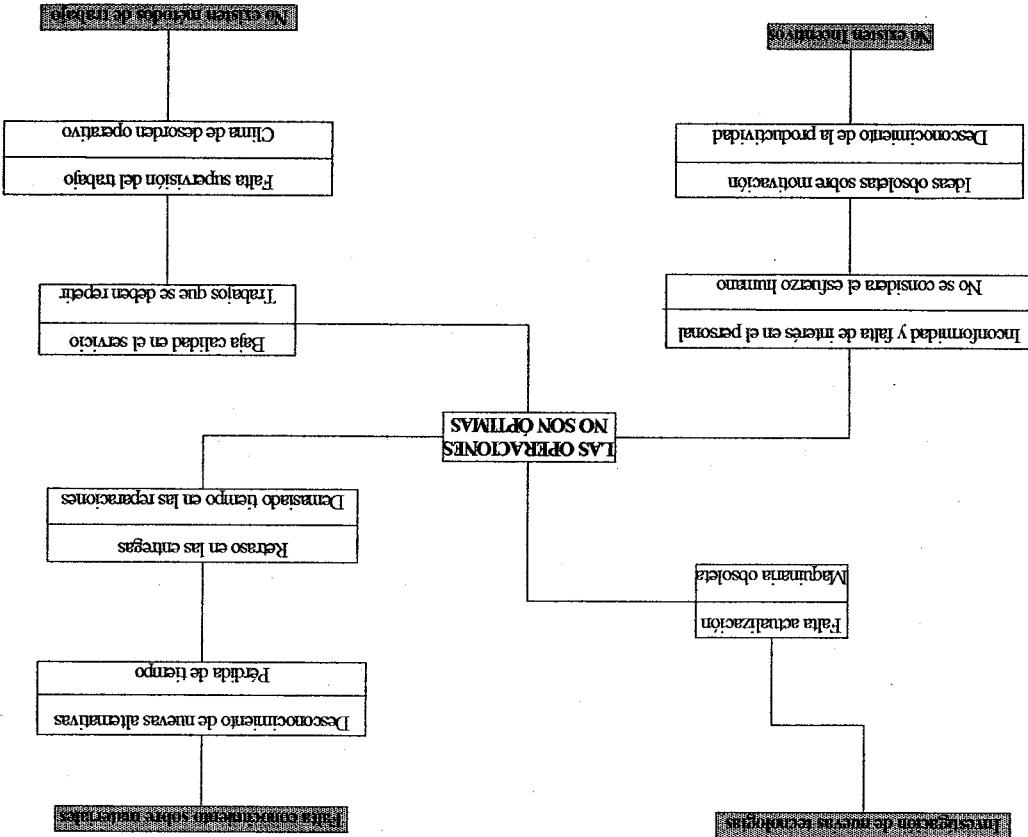 Investigación de nuevas tecnologías
Falta conocimiento sobre materiales
Desconocimiento de nuevas alternativas
Pérdida de tiempo
Falta actualización
Maquinaria obsoleta
Retraso en las entregas
Demasiado tiempo en las reparaciones
LAS OPERACIONES
NO SON ÓPTIMAS
Inconformidad y falta de interés en el personal
No se considera el esfuerzo humano
Baja calidad en el servicio
Trabajos que se deben repetir
Ideas obsoletas sobre motivación
Desconocimiento de la productividad
Falta supervisión del trabajo
Clima de desorden operativo
No existen Incentivos
No existen métodos de trabajo